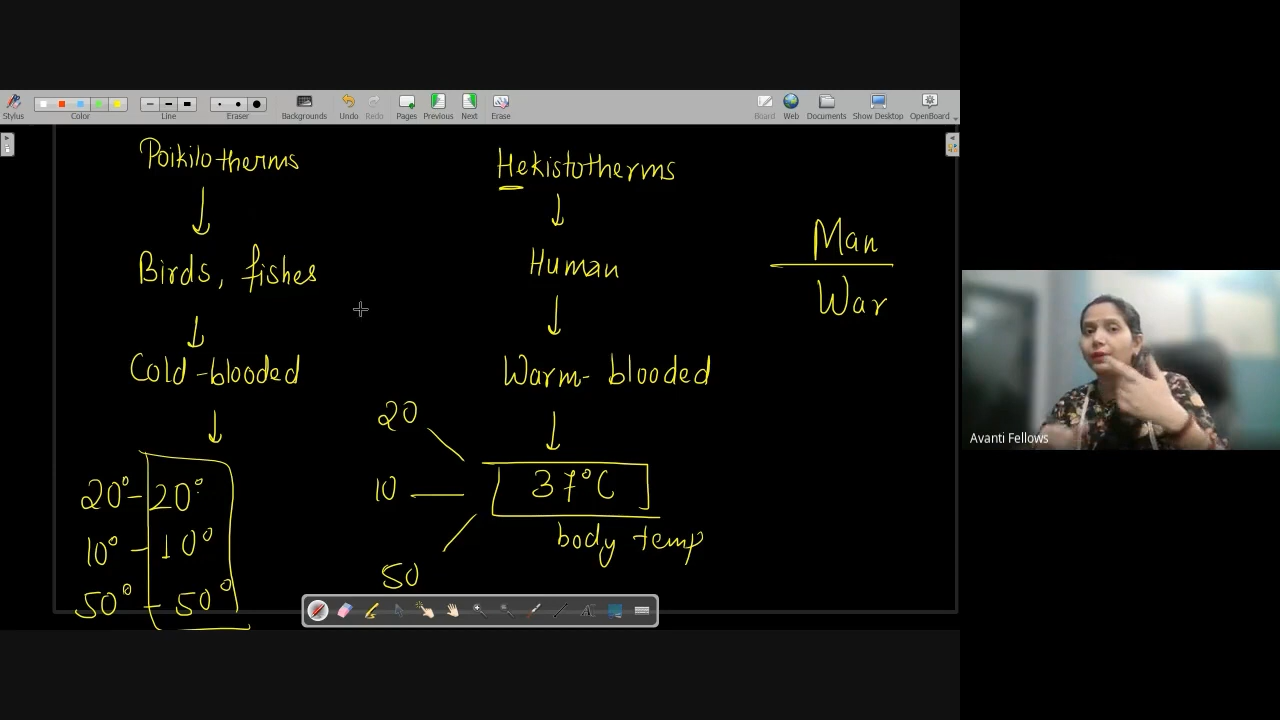 Stylus
Color
Line
Eraser
Backgrounds
Undo
Redo
Pages
Previous
Next
Erase
Board
Web
Documents
Show Desktop
OpenBoard
Poikilotherms
Birds, fishes
Cold-blooded
20° - 20°
10° - 10°
50° - 50°
Hekistotherms
Human
Warm-blooded
20
10
50
37°C
body temp
Man
War
Avanti Fellows